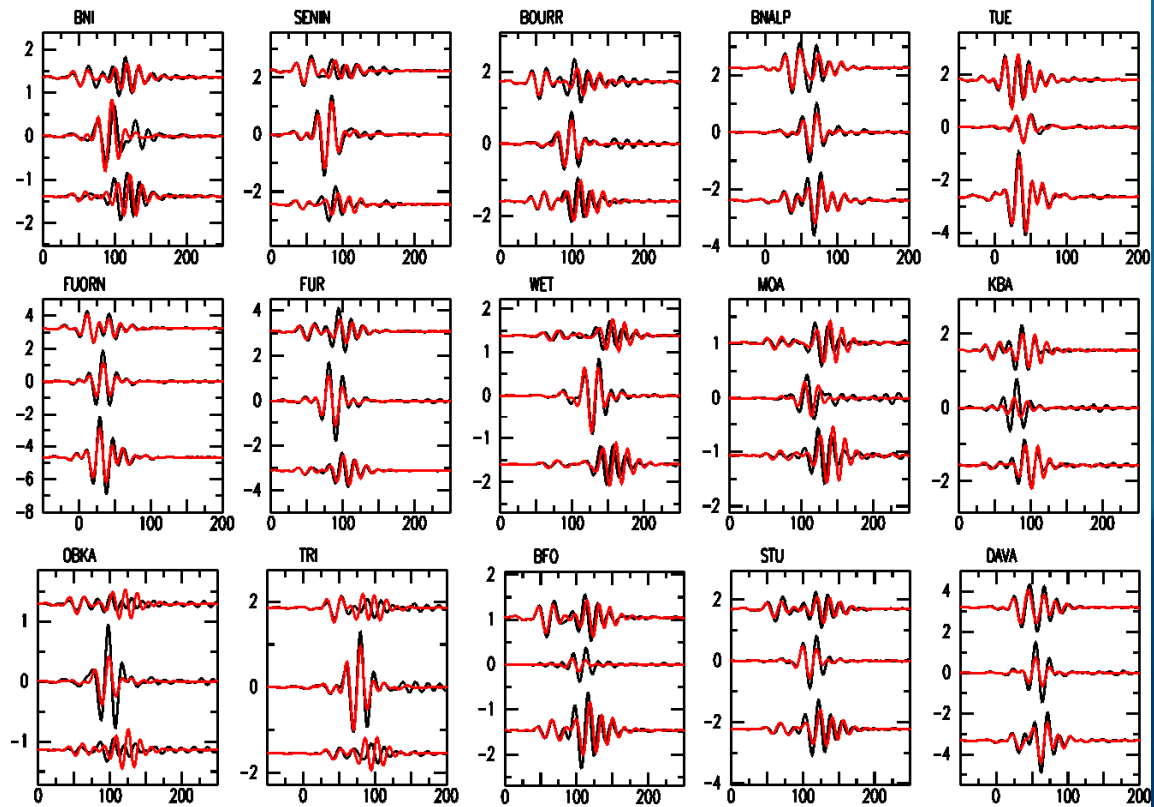 BNI SENIN BOURR BNALP TUE
2 1 0 -1 -2
2 0 -2
2 0 -2
2 0 -2 -4
2 0 -2 -4
0 100 200 0 100 200 0 100 200 0 100 200 0 100 200
FUORN FUR WET MOA KBA
4 2 0 -2 -4 -6 -8
4 2 0 -2 -4
2 1 0 -1 -2
1 0 -1 -2
2 0 -2
0 100 200 0 100 200 0 100 200 0 100 200 0 100 200
OBKA TRI BFO STU DAVA
1 0 -1
2 0 -2
2 1 0 -1 -2
2 0 -2 -4
4 2 0 -2 -4
0 100 200 0 100 200 0 100 200 0 100 200 0 100 200